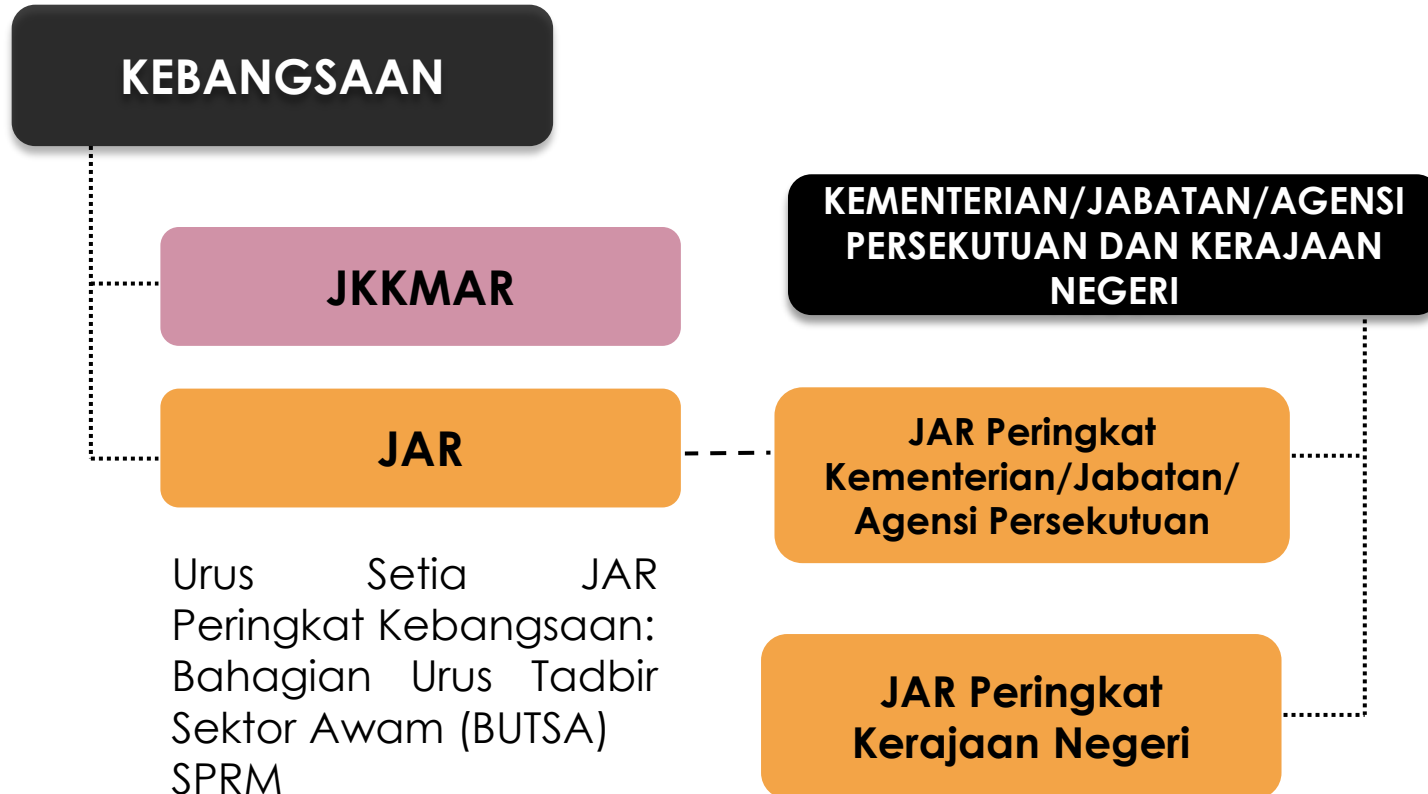 KEBANGSAAN
JKKMAR
JAR
Urus Setia JAR
Peringkat Kebangsaan:
Bahagian Urus Tadbir
Sektor Awam (BUTSA)
SPRM
KEMENTERIAN/JABATAN/AGENSI
PERSEKUTUAN DAN KERAJAAN
NEGERI
JAR Peringkat
Kementerian/Jabatan/
Agensi Persekutuan
JAR Peringkat
Kerajaan Negeri